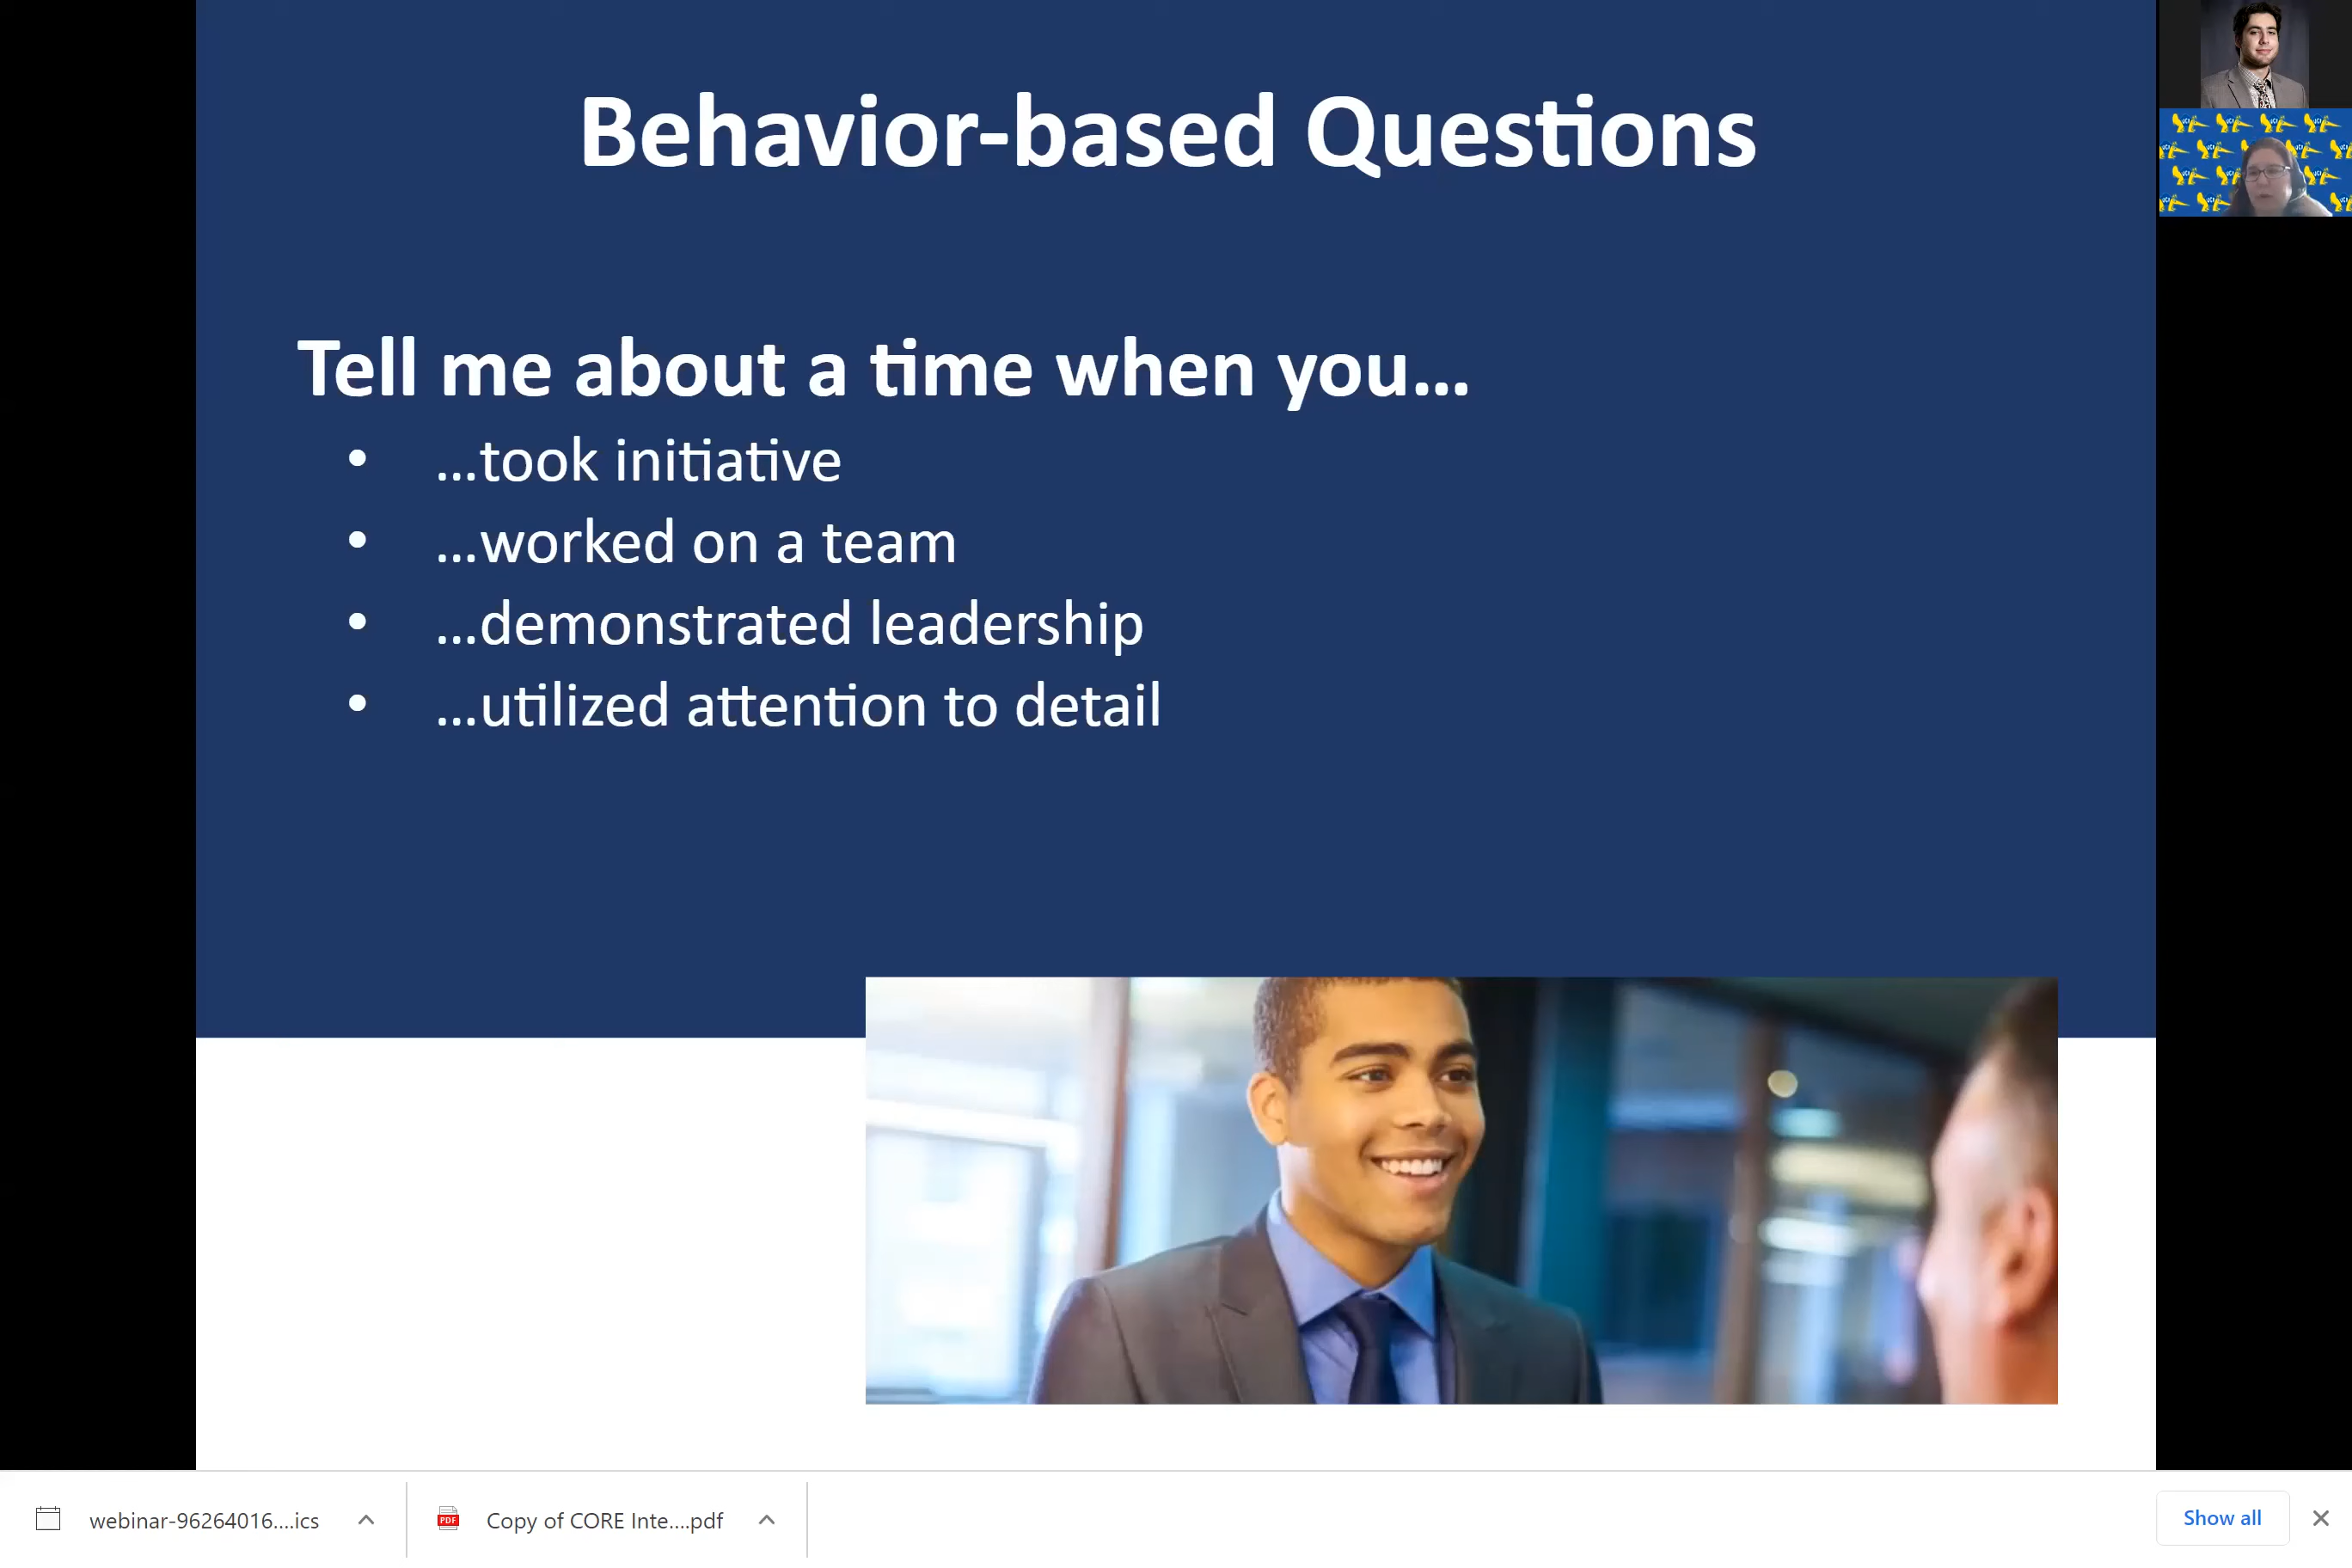 Behavior-based Questions
Tell me about a time when you...
• ...took initiative
• ...worked on a team
• ...demonstrated leadership
• ...utilized attention to detail
webinar-96264016....ics
PDF
Copy of CORE Inte....pdf
Show all